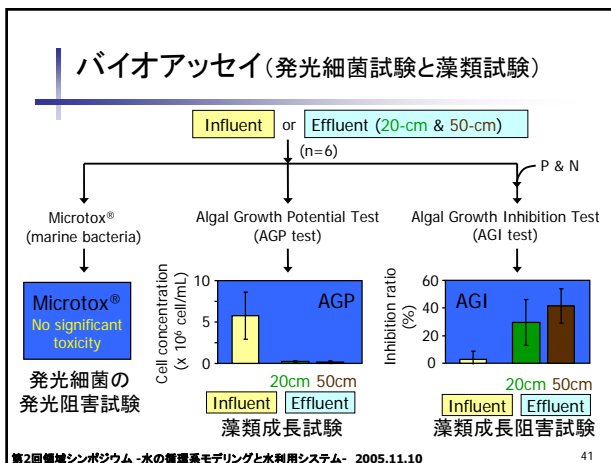 バイオアッセイ(発光細菌試験と藻類試験)
Influent or Effluent (20-cm & 50-cm)
(n=6)
P & N
Microtox®
(marine bacteria)
Algal Growth Potential Test
(AGP test)
Algal Growth Inhibition Test
(AGI test)
Microtox®
No significant
toxicity
発光細菌の
発光阻害試験
Cell concentration
(x 10⁶ cell/mL)
10
5
0
AGP
20cm 50cm
Influent Effluent
藻類成長試験
Inhibition ratio
(%)
60
40
20
0
AGI
20cm 50cm
Influent Effluent
藻類成長阻害試験
第2回領域シンポジウム -水の循環系モデリングと水利用システム- 2005.11.10
41